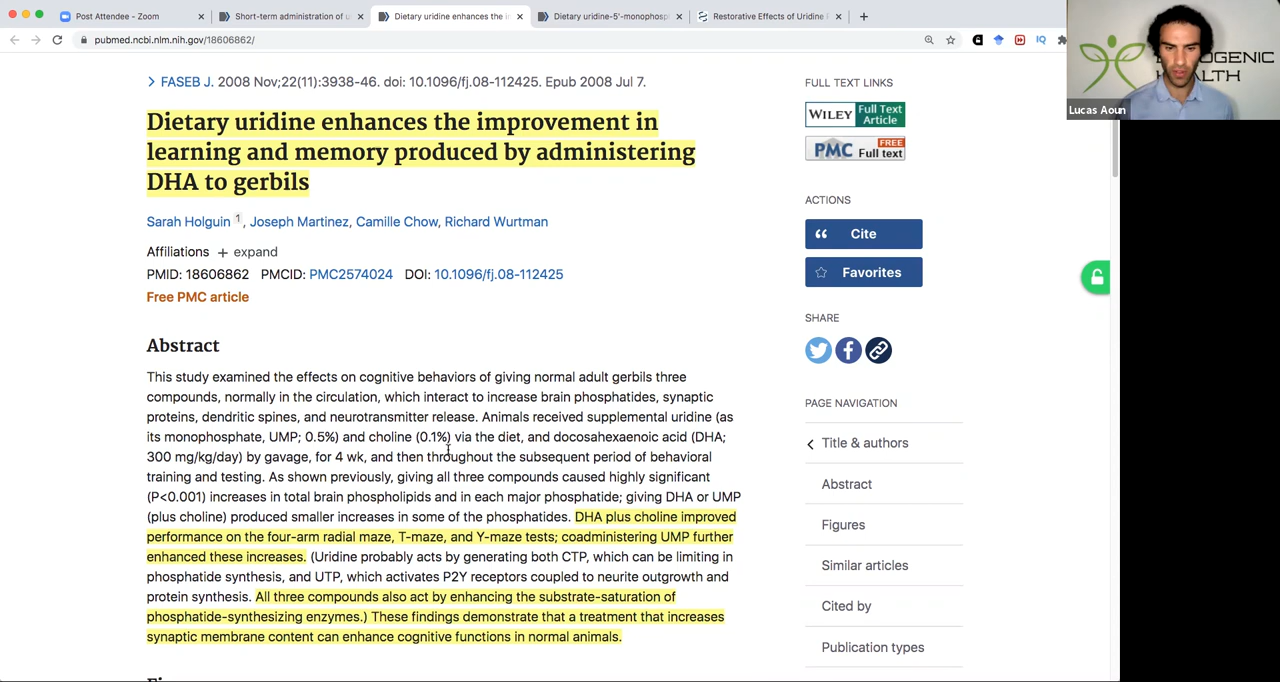 Post Attendee - Zoom
Short-term administration of u
Dietary uridine enhances the i
Dietary uridine-5'-monophosp
Restorative Effects of Uridine
pubmed.ncbi.nlm.nih.gov/18606862/
IQ
Lucas Aoun
> FASEB J. 2008 Nov;22(11):3938-46. doi: 10.1096/fj.08-112425. Epub 2008 Jul 7.
Dietary uridine enhances the improvement in
learning and memory produced by administering
DHA to gerbils
Sarah Holguin 1, Joseph Martinez, Camille Chow, Richard Wurtman
Affiliations + expand
PMID: 18606862 PMCID: PMC2574024 DOI: 10.1096/fj.08-112425
Free PMC article
Abstract
This study examined the effects on cognitive behaviors of giving normal adult gerbils three
compounds, normally in the circulation, which interact to increase brain phosphatides, synaptic
proteins, dendritic spines, and neurotransmitter release. Animals received supplemental uridine (as
its monophosphate, UMP; 0.5%) and choline (0.1%) via the diet, and docosahexaenoic acid (DHA;
300 mg/kg/day) by gavage, for 4 wk, and then throughout the subsequent period of behavioral
training and testing. As shown previously, giving all three compounds caused highly significant
(P<0.001) increases in total brain phospholipids and in each major phosphatide; giving DHA or UMP
(plus choline) produced smaller increases in some of the phosphatides. DHA plus choline improved
performance on the four-arm radial maze, T-maze, and Y-maze tests; coadministering UMP further
enhanced these increases. (Uridine probably acts by generating both CTP, which can be limiting in
phosphatide synthesis, and UTP, which activates P2Y receptors coupled to neurite outgrowth and
protein synthesis. All three compounds also act by enhancing the substrate-saturation of
phosphatide-synthesizing enzymes.) These findings demonstrate that a treatment that increases
synaptic membrane content can enhance cognitive functions in normal animals.
FULL TEXT LINKS
WILEY Full Text Article
PMC FREE Full text
ACTIONS
Cite
Favorites
SHARE
PAGE NAVIGATION
Title & authors
Abstract
Figures
Similar articles
Cited by
Publication types